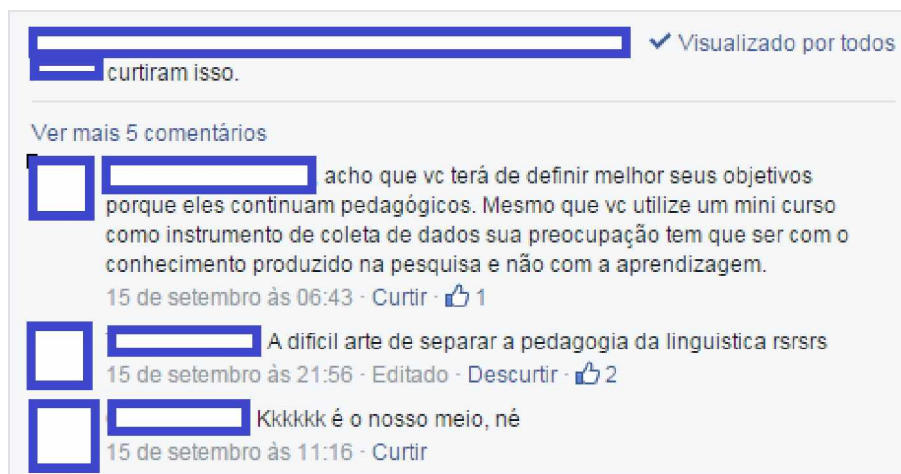 ✓ Visualizado por todos
curtiram isso.
Ver mais 5 comentários
, acho que vc terá de definir melhor seus objetivos
porque eles continuam pedagógicos. Mesmo que vc utilize um mini curso
como instrumento de coleta de dados sua preocupação tem que ser com o
conhecimento produzido na pesquisa e não com a aprendizagem.
15 de setembro às 06:43 · Curtir · 1
A dificil arte de separar a pedagogia da linguistica rsrsrs
15 de setembro às 21:56 · Editado · Descurtir · 2
Kkkkkk é o nosso meio, né
15 de setembro às 11:16 · Curtir